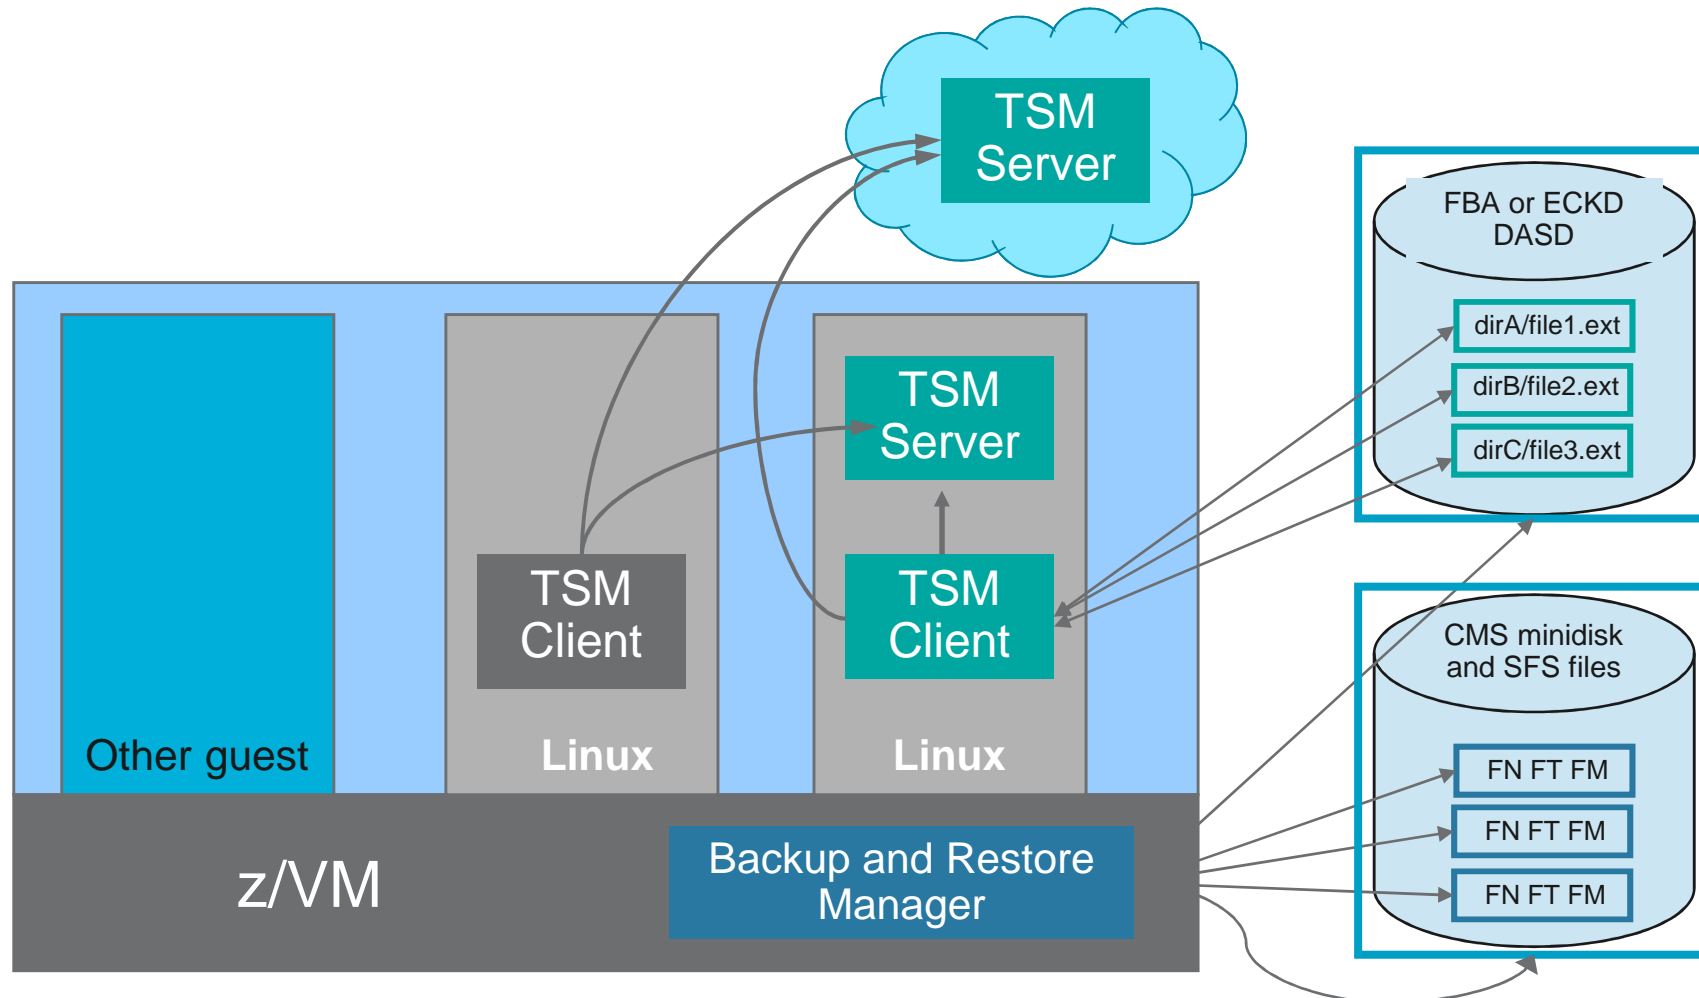 TSM
Server
FBA or ECKD
DASD
dirA/file1.ext
dirB/file2.ext
dirC/file3.ext
TSM
Server
TSM
Client
TSM
Client
Other guest
Linux
Linux
CMS minidisk
and SFS files
FN FT FM
FN FT FM
FN FT FM
z/VM
Backup and Restore
Manager